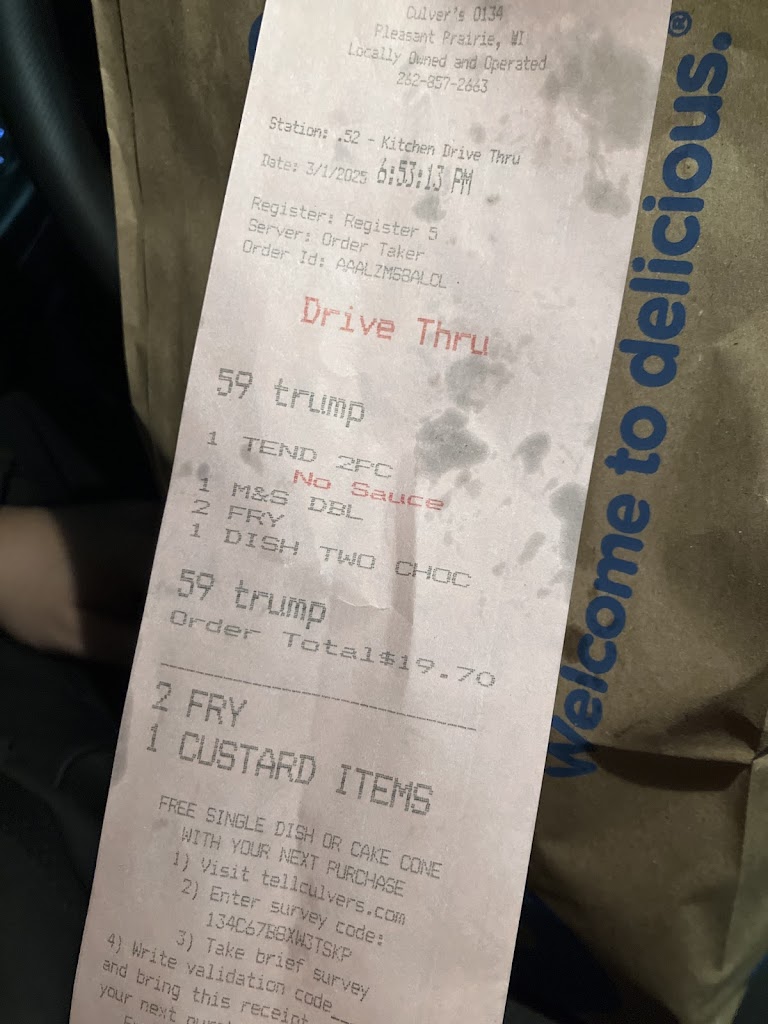 Culver's 0134
Pleasant Prairie, WI
Locally Owned and Operated
262-857-2663
Station: .52 - Kitchen Drive Thru
Date: 3/1/2025 6:53:13 PM
Register: Register 5
Server: Order Taker
Order Id: AAALZMSBALCL
Drive Thru
59 trump
1 TEND 2PC
No Sauce
1 M&S DBL
2 FRY
1 DISH TWO CHOC
59 trump
Order Total$19.70
2 FRY
1 CUSTARD ITEMS
FREE SINGLE DISH OR CAKE CONE
WITH YOUR NEXT PURCHASE
1) Visit tellculvers.com
2) Enter survey code:
134C67B8XW3TSKP
3) Take brief survey
4) Write validation code___
and bring this receipt
your next
Welcome to delicious.®